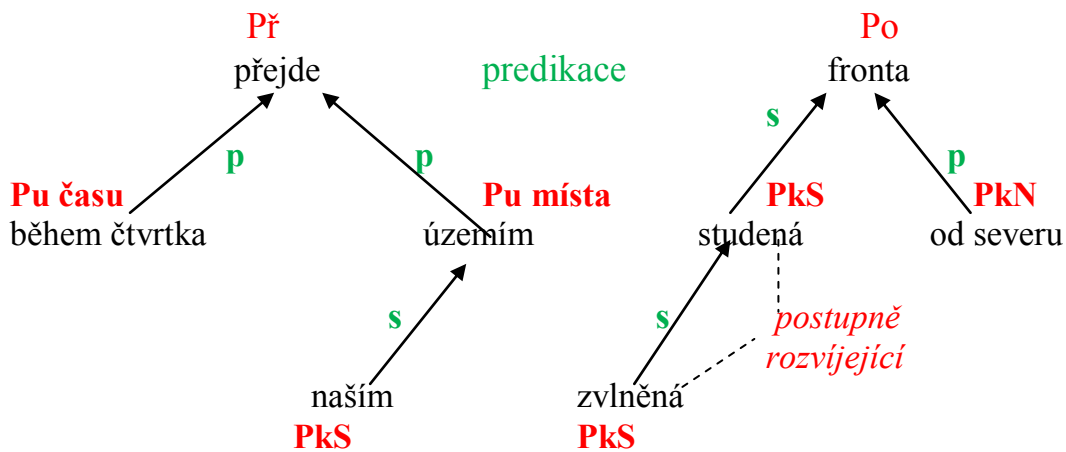 Př Po
přejde predikace fronta
s
p p p
Pu času Pu místa PkS PkN
během čtvrtka územím studená od severu
s s postupně
rozvíjející
naším zvlněná
PkS PkS